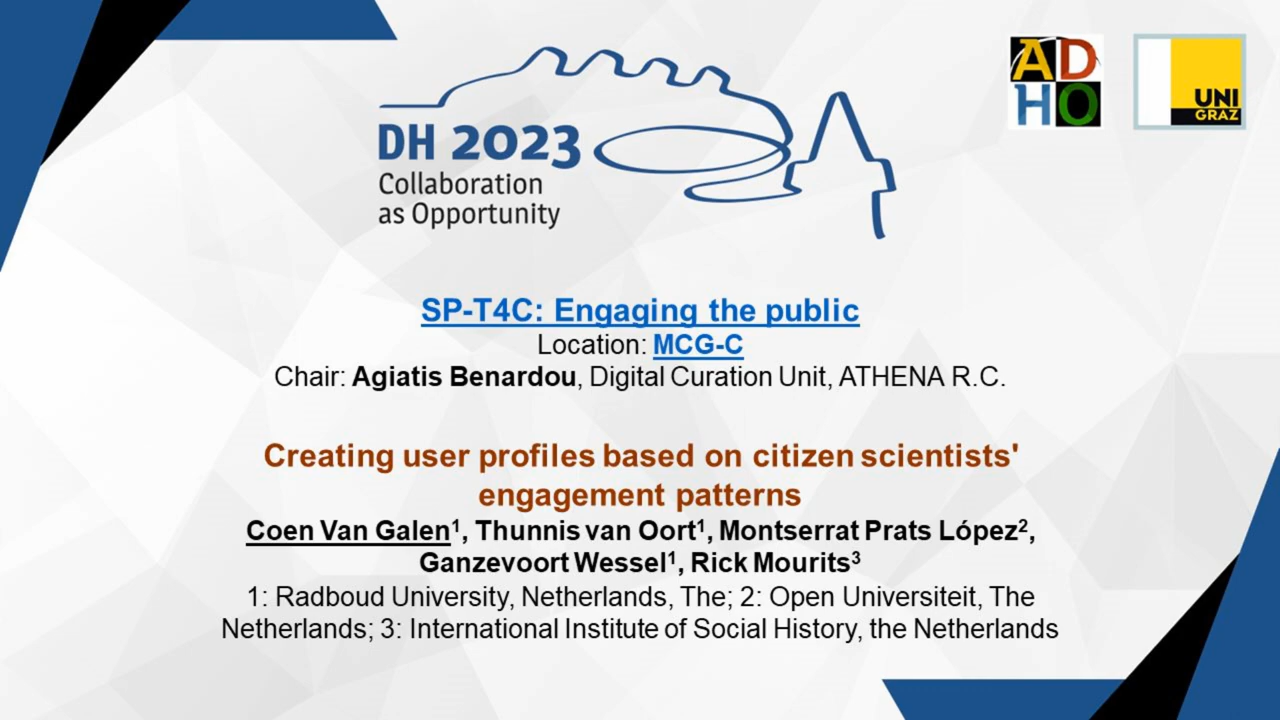 AD
HO
UNI
GRAZ
DH 2023
Collaboration
as Opportunity
SP-T4C: Engaging the public
Location: MCG-C
Chair: Agiatis Benardou, Digital Curation Unit, ATHENA R.C.
Creating user profiles based on citizen scientists'
engagement patterns
Coen Van Galen¹, Thunnis van Oort¹, Montserrat Prats López²,
Ganzevoort Wessel¹, Rick Mourits³
1: Radboud University, Netherlands, The; 2: Open Universiteit, The
Netherlands; 3: International Institute of Social History, the Netherlands